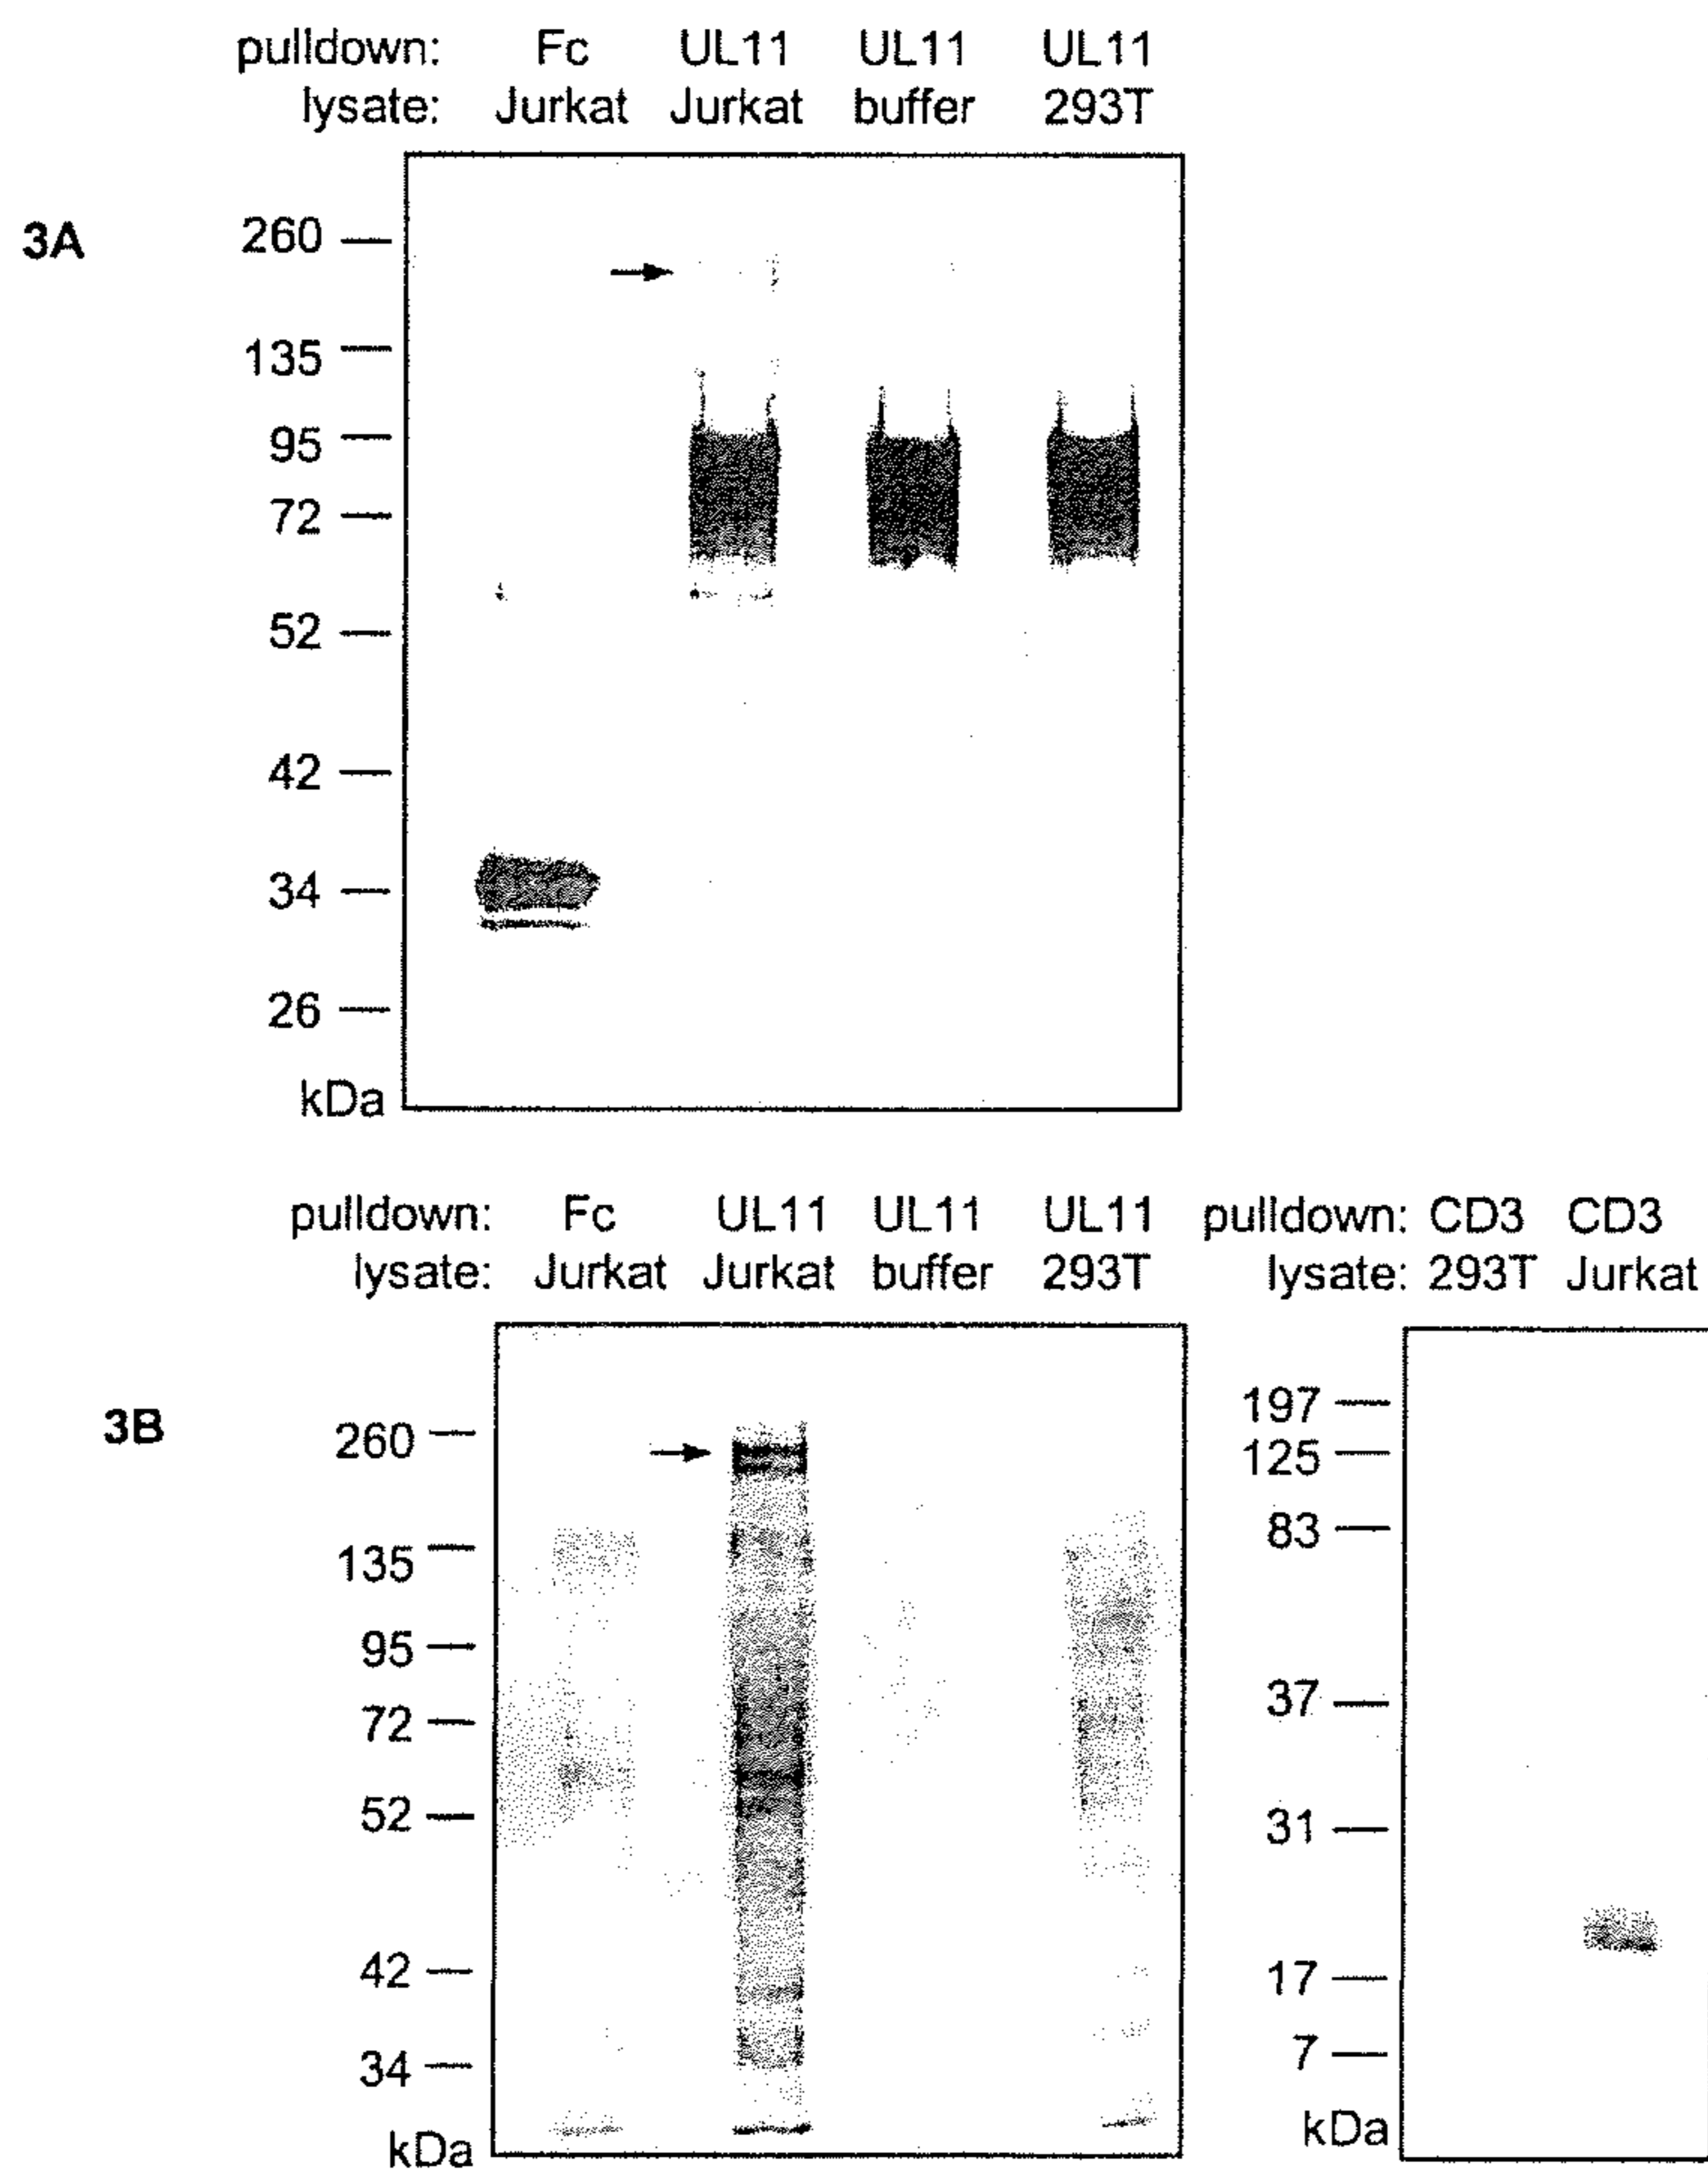 pulldown: Fc UL11 UL11 UL11
lysate: Jurkat Jurkat buffer 293T
3A
260
135
95
72
52
42
34
26
kDa
pulldown: Fc UL11 UL11 UL11
lysate: Jurkat Jurkat buffer 293T
3B
260
135
95
72
52
42
34
kDa
pulldown: CD3 CD3
lysate: 293T Jurkat
197
125
83
37
31
17
7
kDa